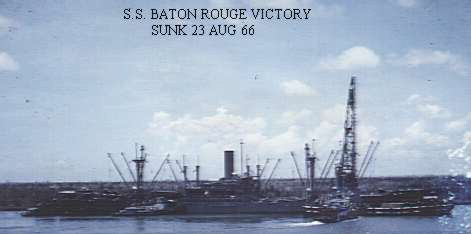 S.S. BATON ROUGE VICTORY
SUNK 23 AUG 66